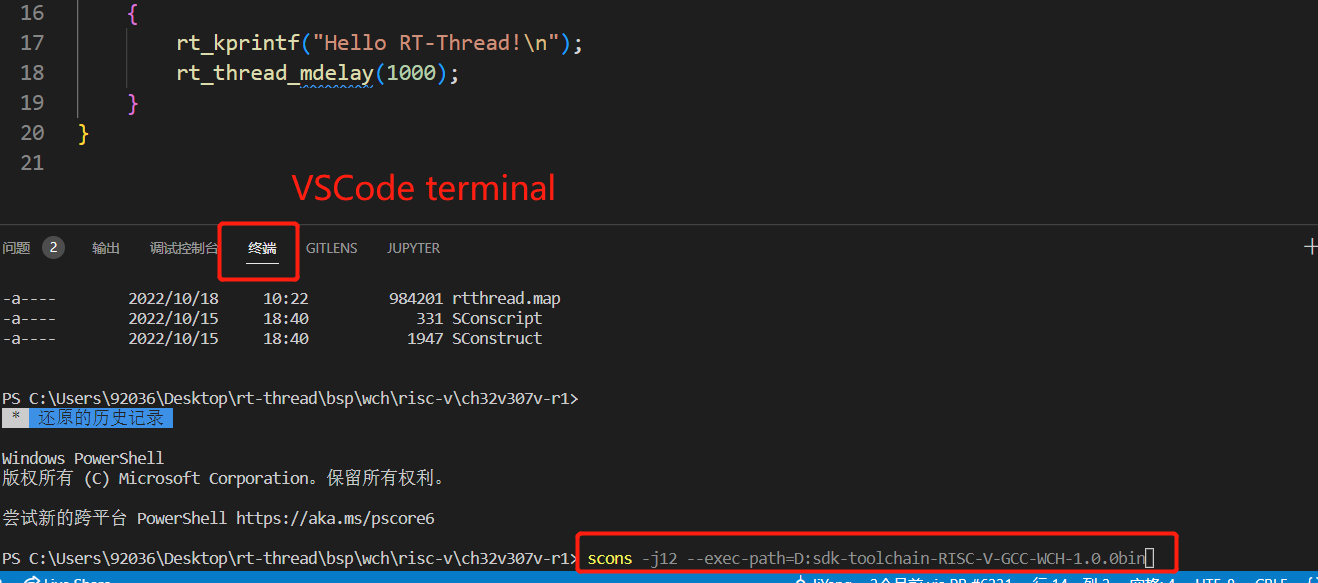 16 {
17 rt_kprintf("Hello RT-Thread!\n");
18 rt_thread_mdelay(1000);
19 }
20 }
21
VSCode terminal
问题 2 输出 调试控制台 终端 GITLENS JUPYTER +
-a---- 2022/10/18 10:22 984201 rtthread.map
-a---- 2022/10/15 18:40 331 SConscript
-a---- 2022/10/15 18:40 1947 SConstruct
PS C:\Users\92036\Desktop\rt-thread\bsp\wch\risc-v\ch32v307v-r1>
* 还原的历史记录
Windows PowerShell
版权所有 (C) Microsoft Corporation。保留所有权利。
尝试新的跨平台 PowerShell https://aka.ms/pscore6
PS C:\Users\92036\Desktop\rt-thread\bsp\wch\risc-v\ch32v307v-r1> scons -j12 --exec-path=D:sdk-toolchain-RISC-V-GCC-WCH-1.0.0bin
Live Share